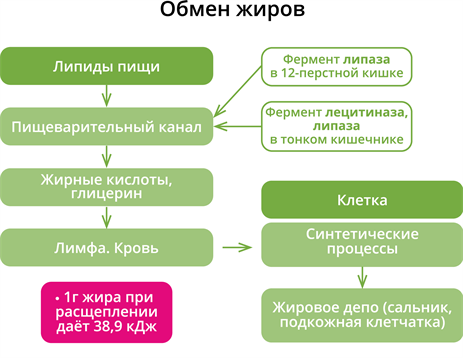 Обмен жиров
Липиды пищи
Фермент липаза
в 12-перстной кишке
Пищеварительный канал
Фермент лецитиназа,
липаза
в тонком кишечнике
Жирные кислоты,
глицерин
Клетка
Лимфа. Кровь
Синтетические
процессы
• 1г жира при
расщеплении
даёт 38,9 кДж
Жировое депо (сальник,
подкожная клетчатка)